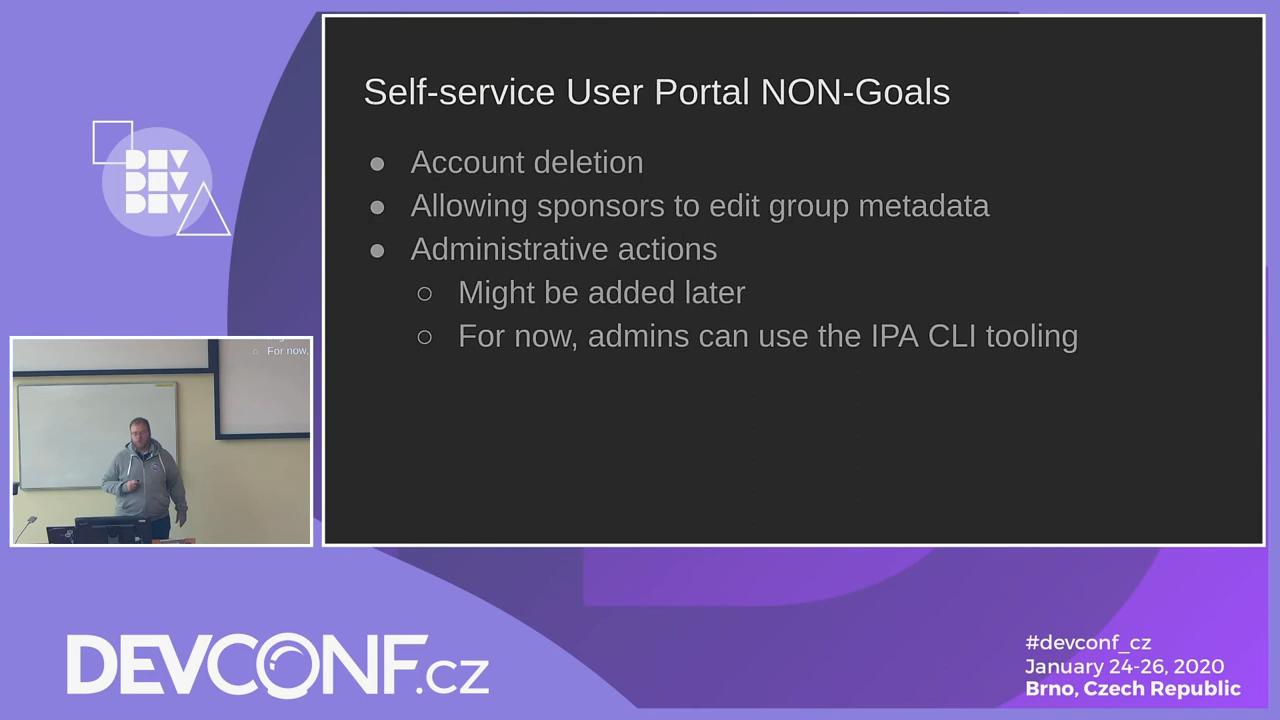 Self-service User Portal NON-Goals
● Account deletion
● Allowing sponsors to edit group metadata
● Administrative actions
○ Might be added later
○ For now, admins can use the IPA CLI tooling
DEV
DEV
DEV
○ For now,
DEVCONF.CZ
#devconf_cz
January 24-26, 2020
Brno, Czech Republic